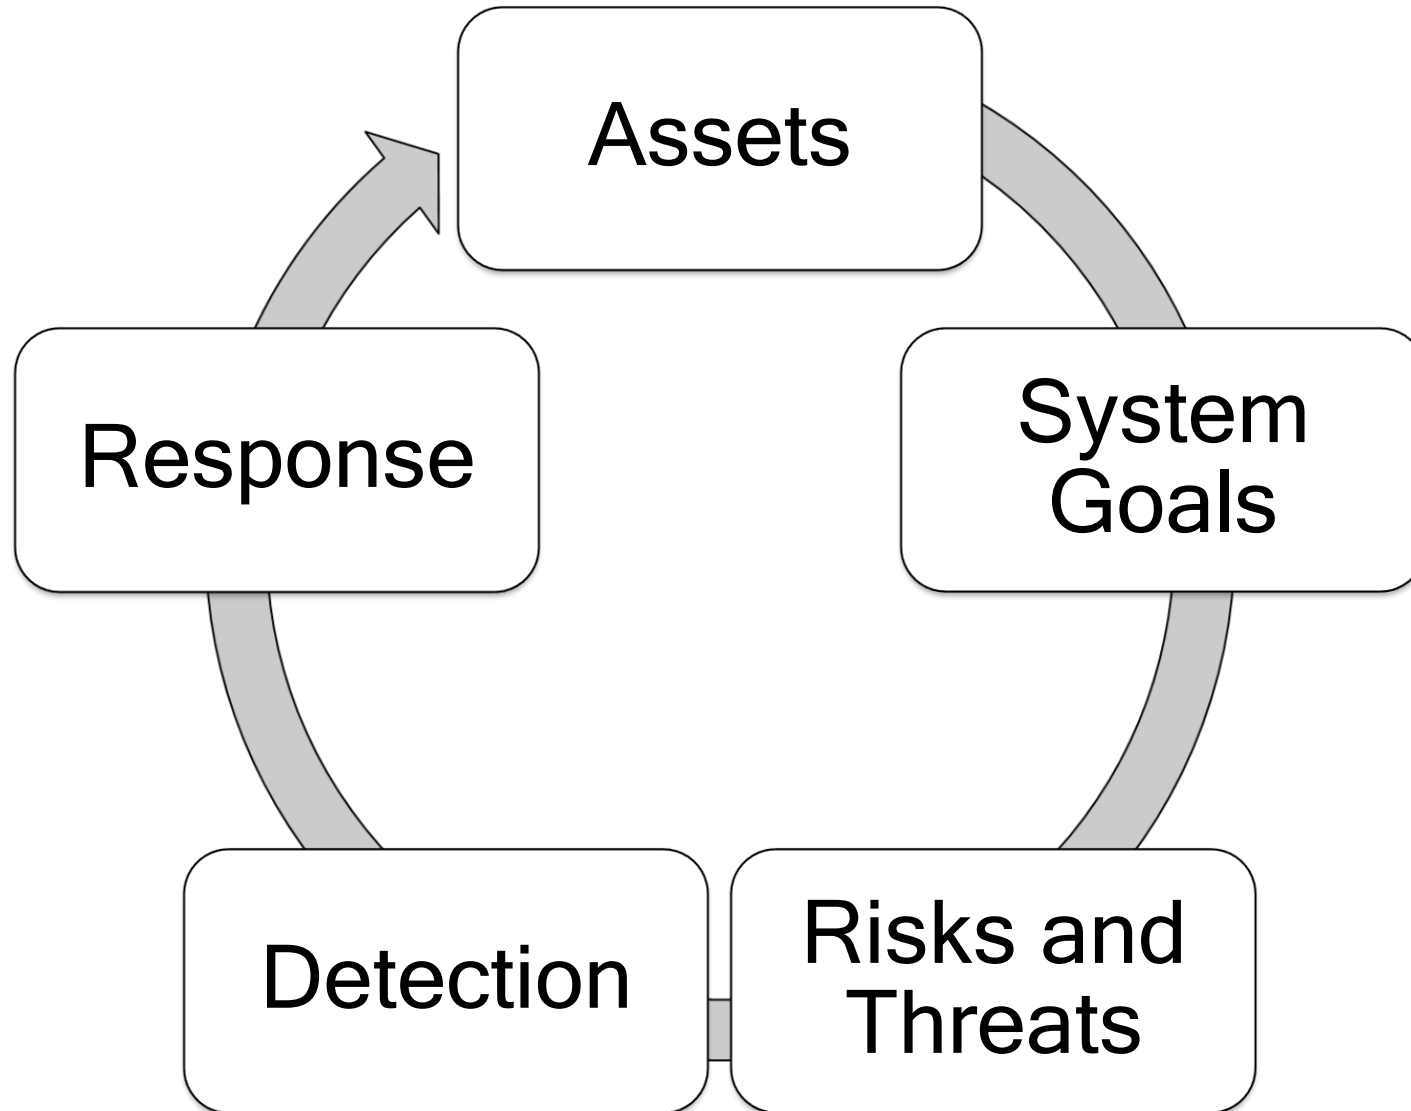 Assets
System
Goals
Risks and
Threats
Detection
Response